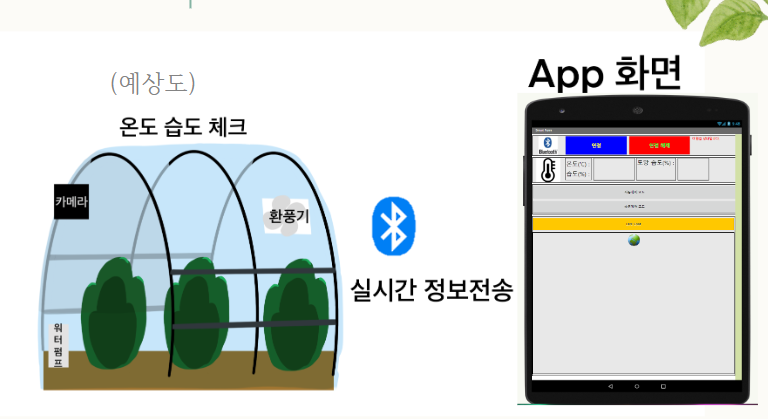 (예상도)
온도 습도 체크
카메라
환풍기
워터펌프
실시간 정보전송
App 화면
Bluetooth
연결
연결 해제
온도(°C) :
습도(%) :
토양 습도(%) :